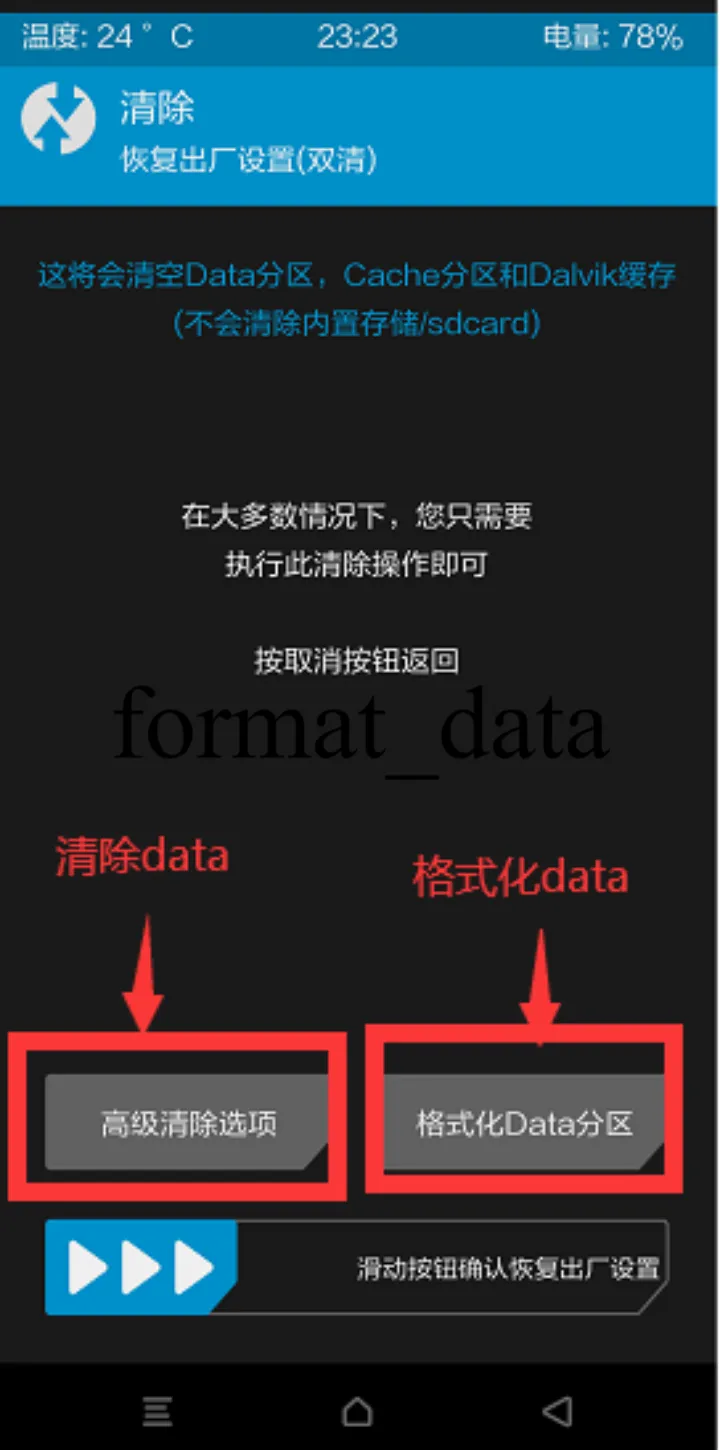 温度: 24 ° C 23:23 电量: 78%
清除
恢复出厂设置(双清)
这将会清空Data分区，Cache分区和Dalvik缓存
(不会清除内置存储/sdcard)
在大多数情况下，您只需要
执行此清除操作即可
按取消按钮返回
format_data
清除data
格式化data
高级清除选项
格式化Data分区
滑动按钮确认恢复出厂设置